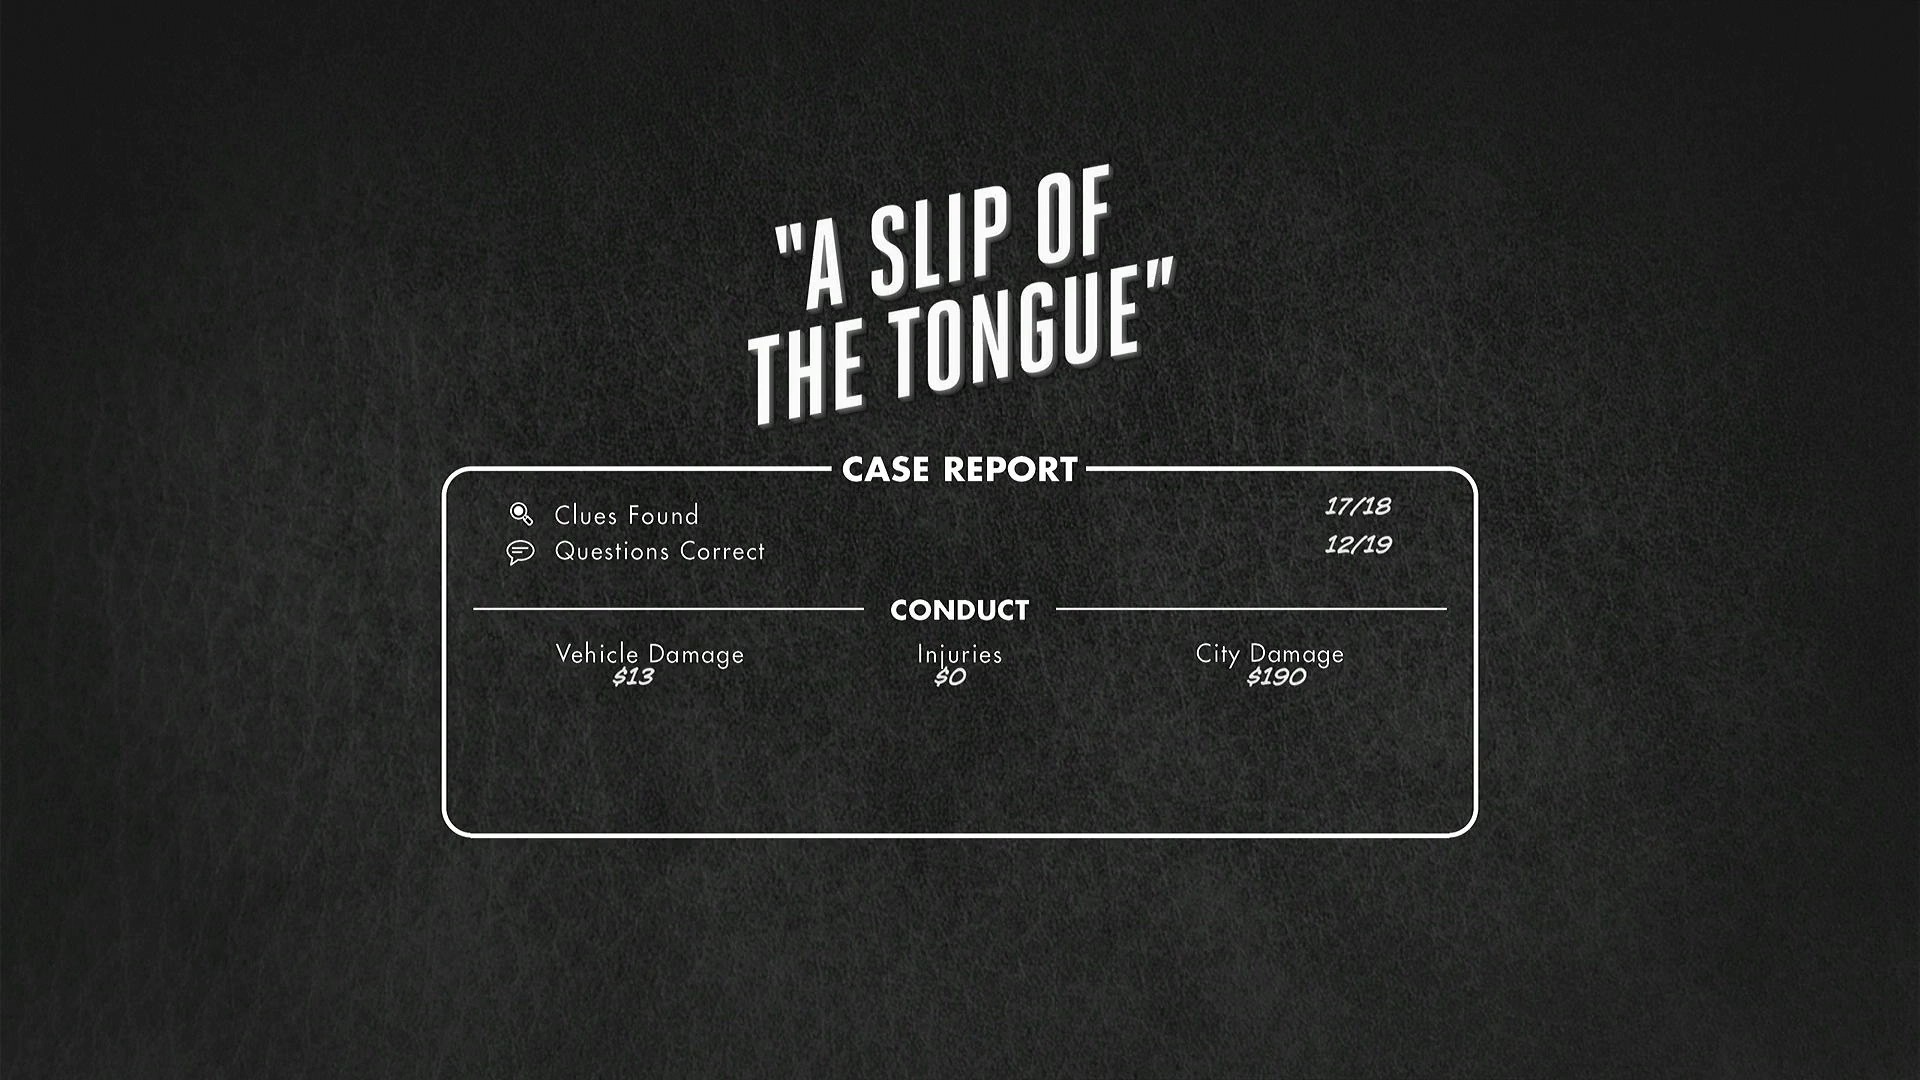 "A SLIP OF
THE TONGUE"
CASE REPORT
Clues Found 17/18
Questions Correct 12/19
CONDUCT
Vehicle Damage Injuries City Damage
$13 $0 $190